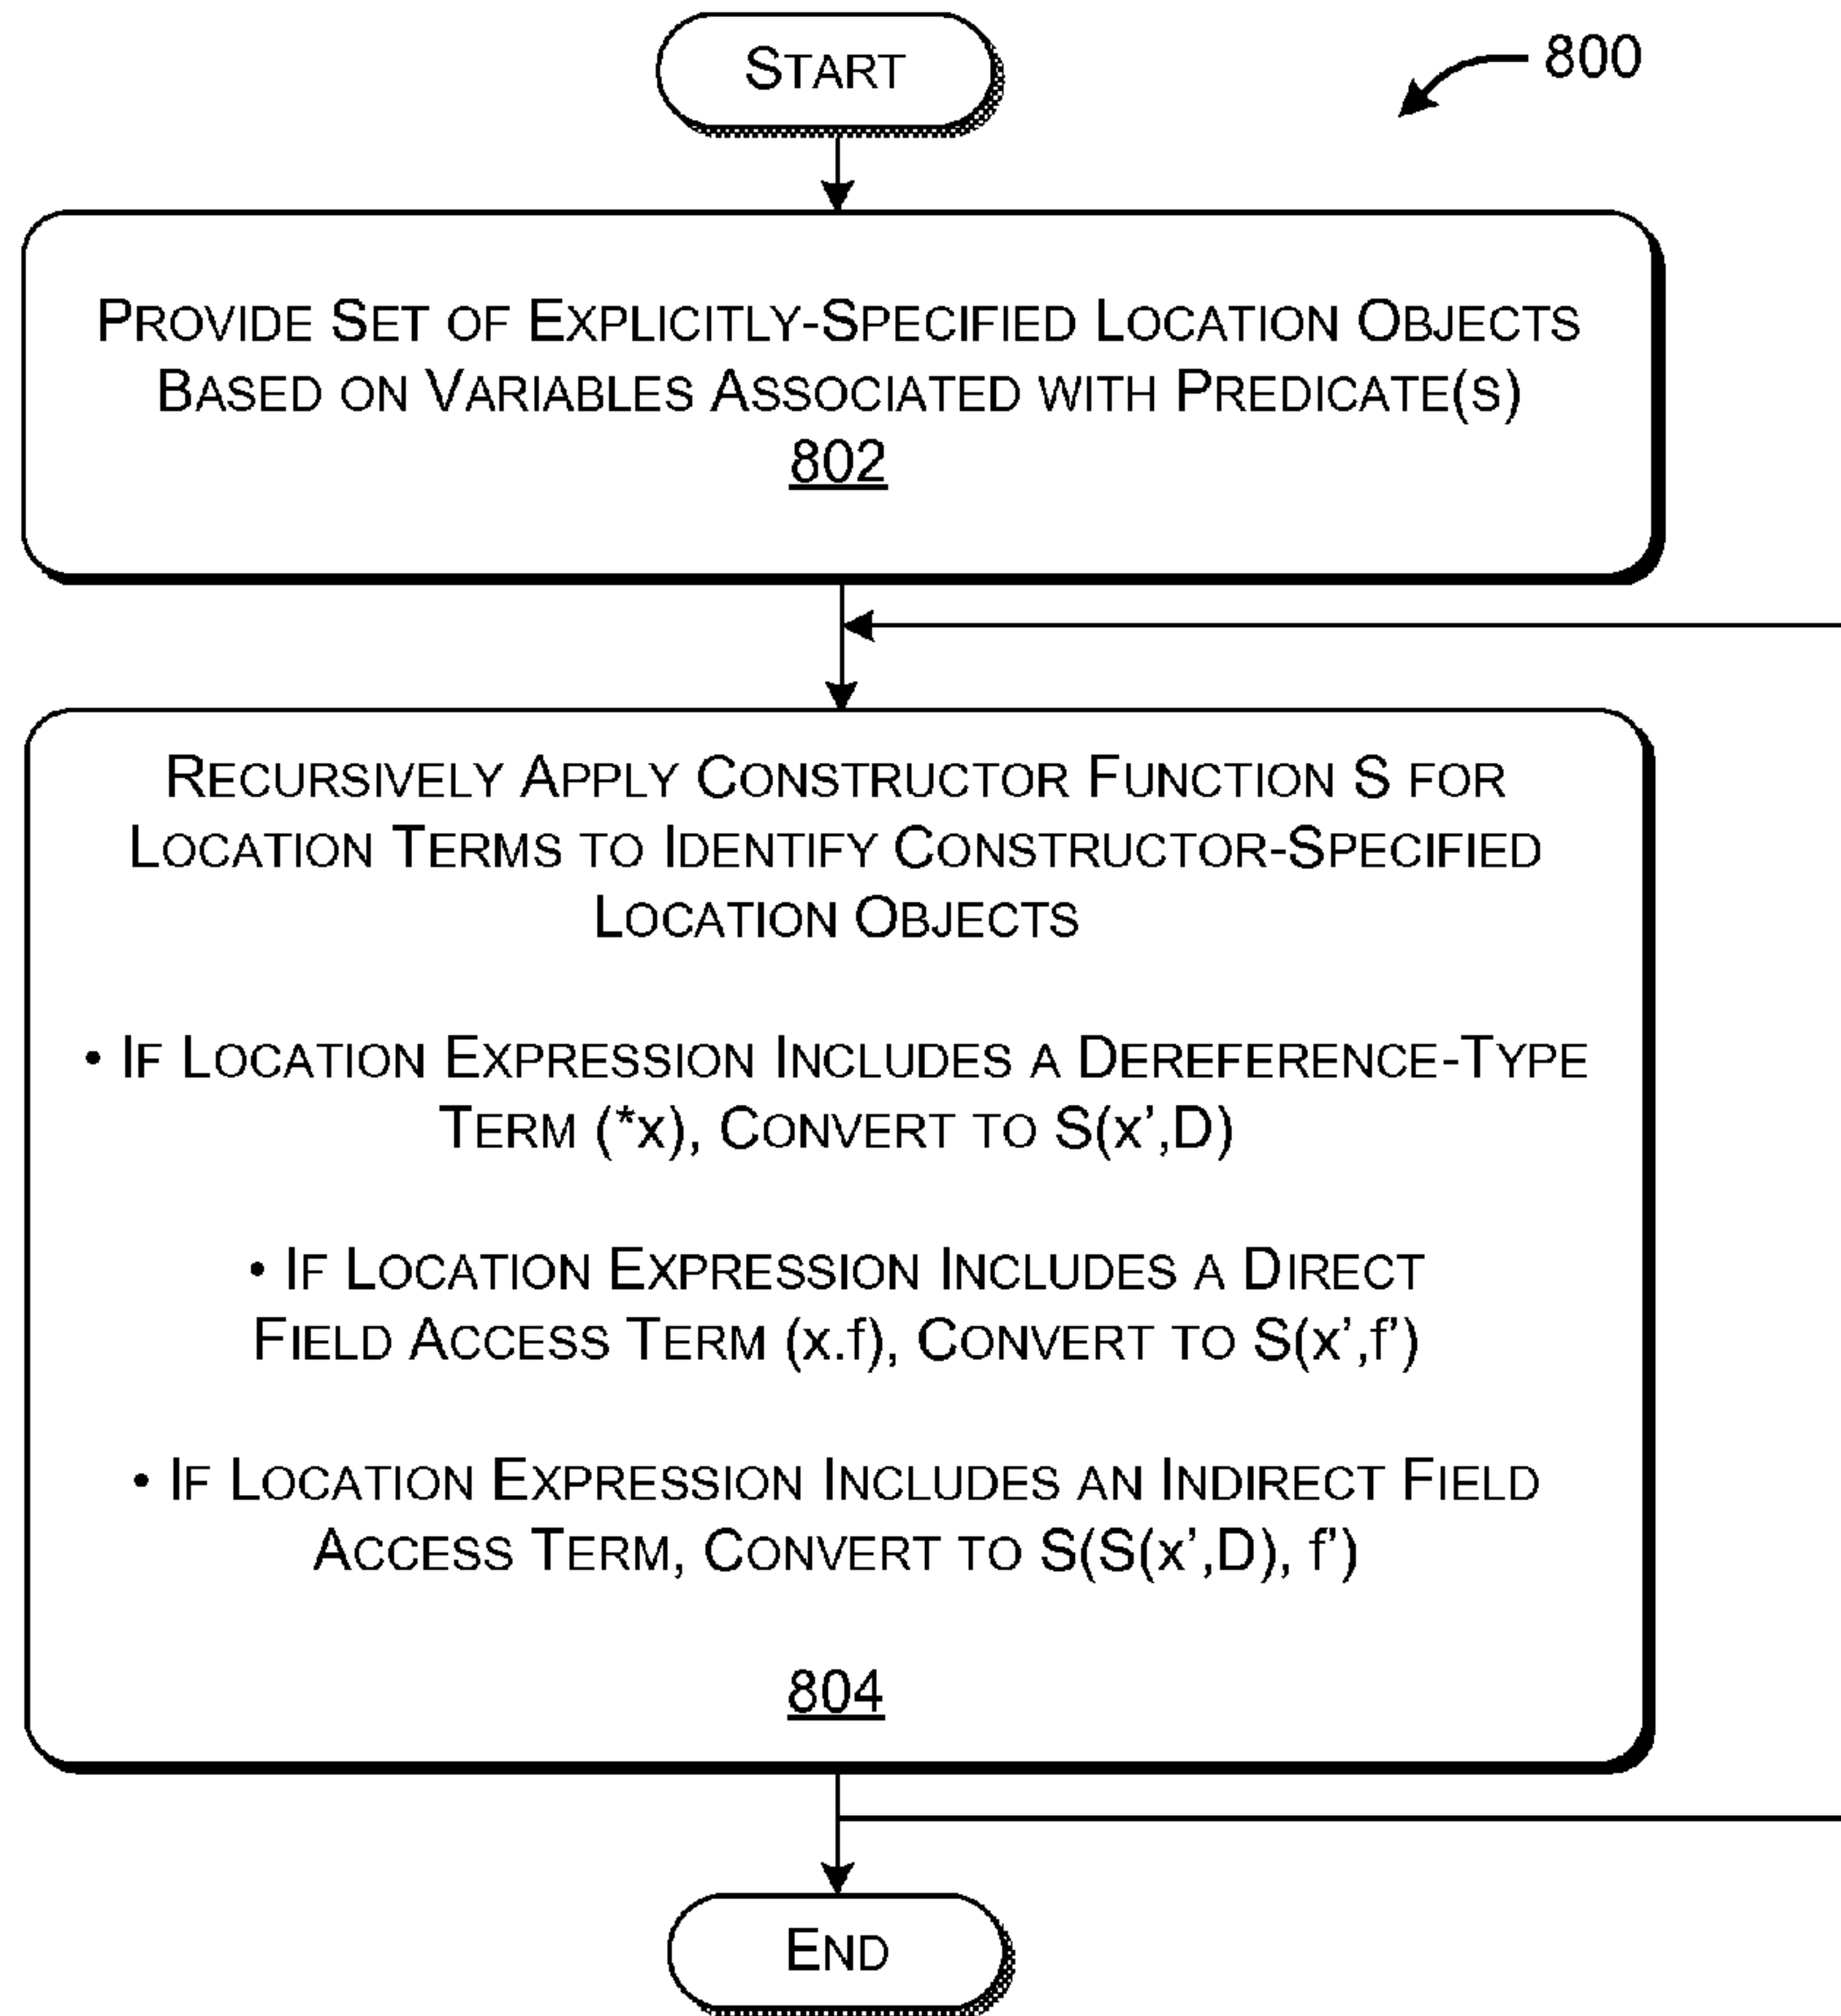 START
800
PROVIDE SET OF EXPLICITLY-SPECIFIED LOCATION OBJECTS
BASED ON VARIABLES ASSOCIATED WITH PREDICATE(S)
802
RECURSIVELY APPLY CONSTRUCTOR FUNCTION S FOR
LOCATION TERMS TO IDENTIFY CONSTRUCTOR-SPECIFIED
LOCATION OBJECTS
• IF LOCATION EXPRESSION INCLUDES A DEREFERENCE-TYPE
TERM (*x), CONVERT TO S(x',D)
• IF LOCATION EXPRESSION INCLUDES A DIRECT
FIELD ACCESS TERM (x.f), CONVERT TO S(x',f')
• IF LOCATION EXPRESSION INCLUDES AN INDIRECT FIELD
ACCESS TERM, CONVERT TO S(S(x',D), f')
804
END